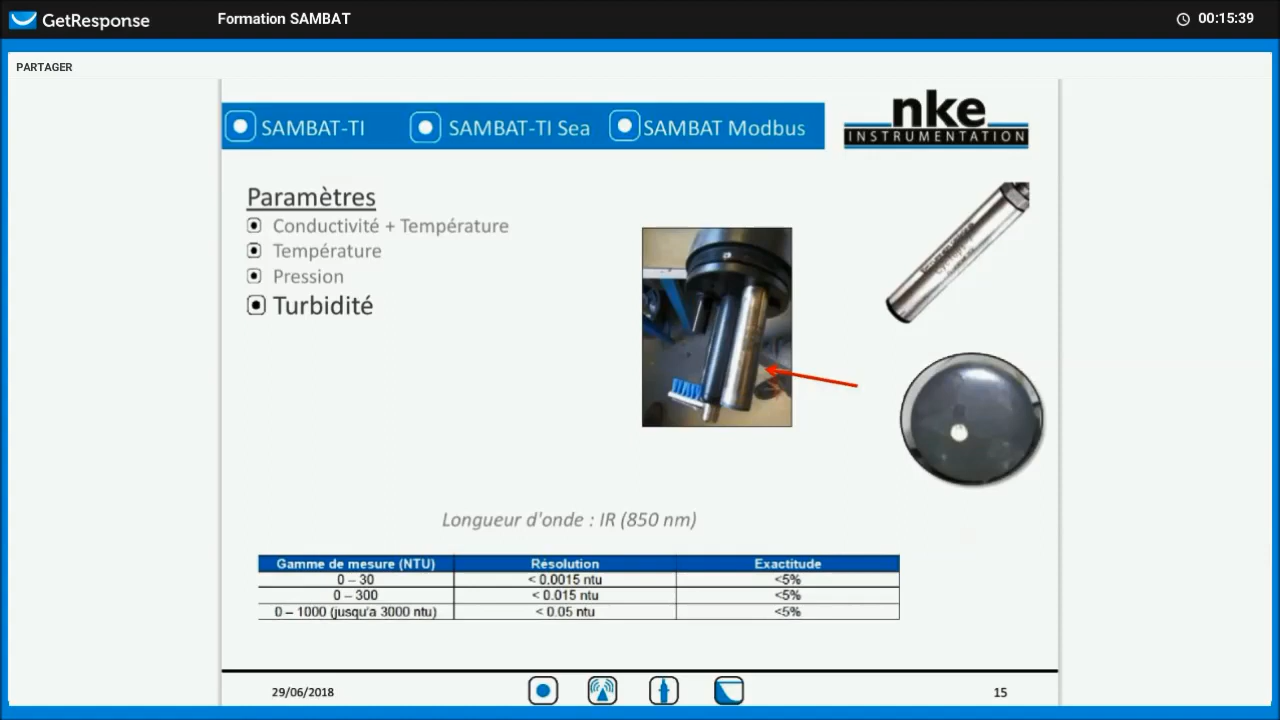 GetResponse
Formation SAMBAT
00:15:39
PARTAGER
SAMBAT-TI SAMBAT-TI Sea SAMBAT Modbus
nke
INSTRUMENTATION
Paramètres
Conductivité + Température
Température
Pression
Turbidité
Longueur d'onde : IR (850 nm)
Gamme de mesure (NTU) Résolution Exactitude
0 – 30 < 0.0015 ntu <5%
0 – 300 < 0.015 ntu <5%
0 – 1000 (jusqu'a 3000 ntu) < 0.05 ntu <5%
29/06/2018 15